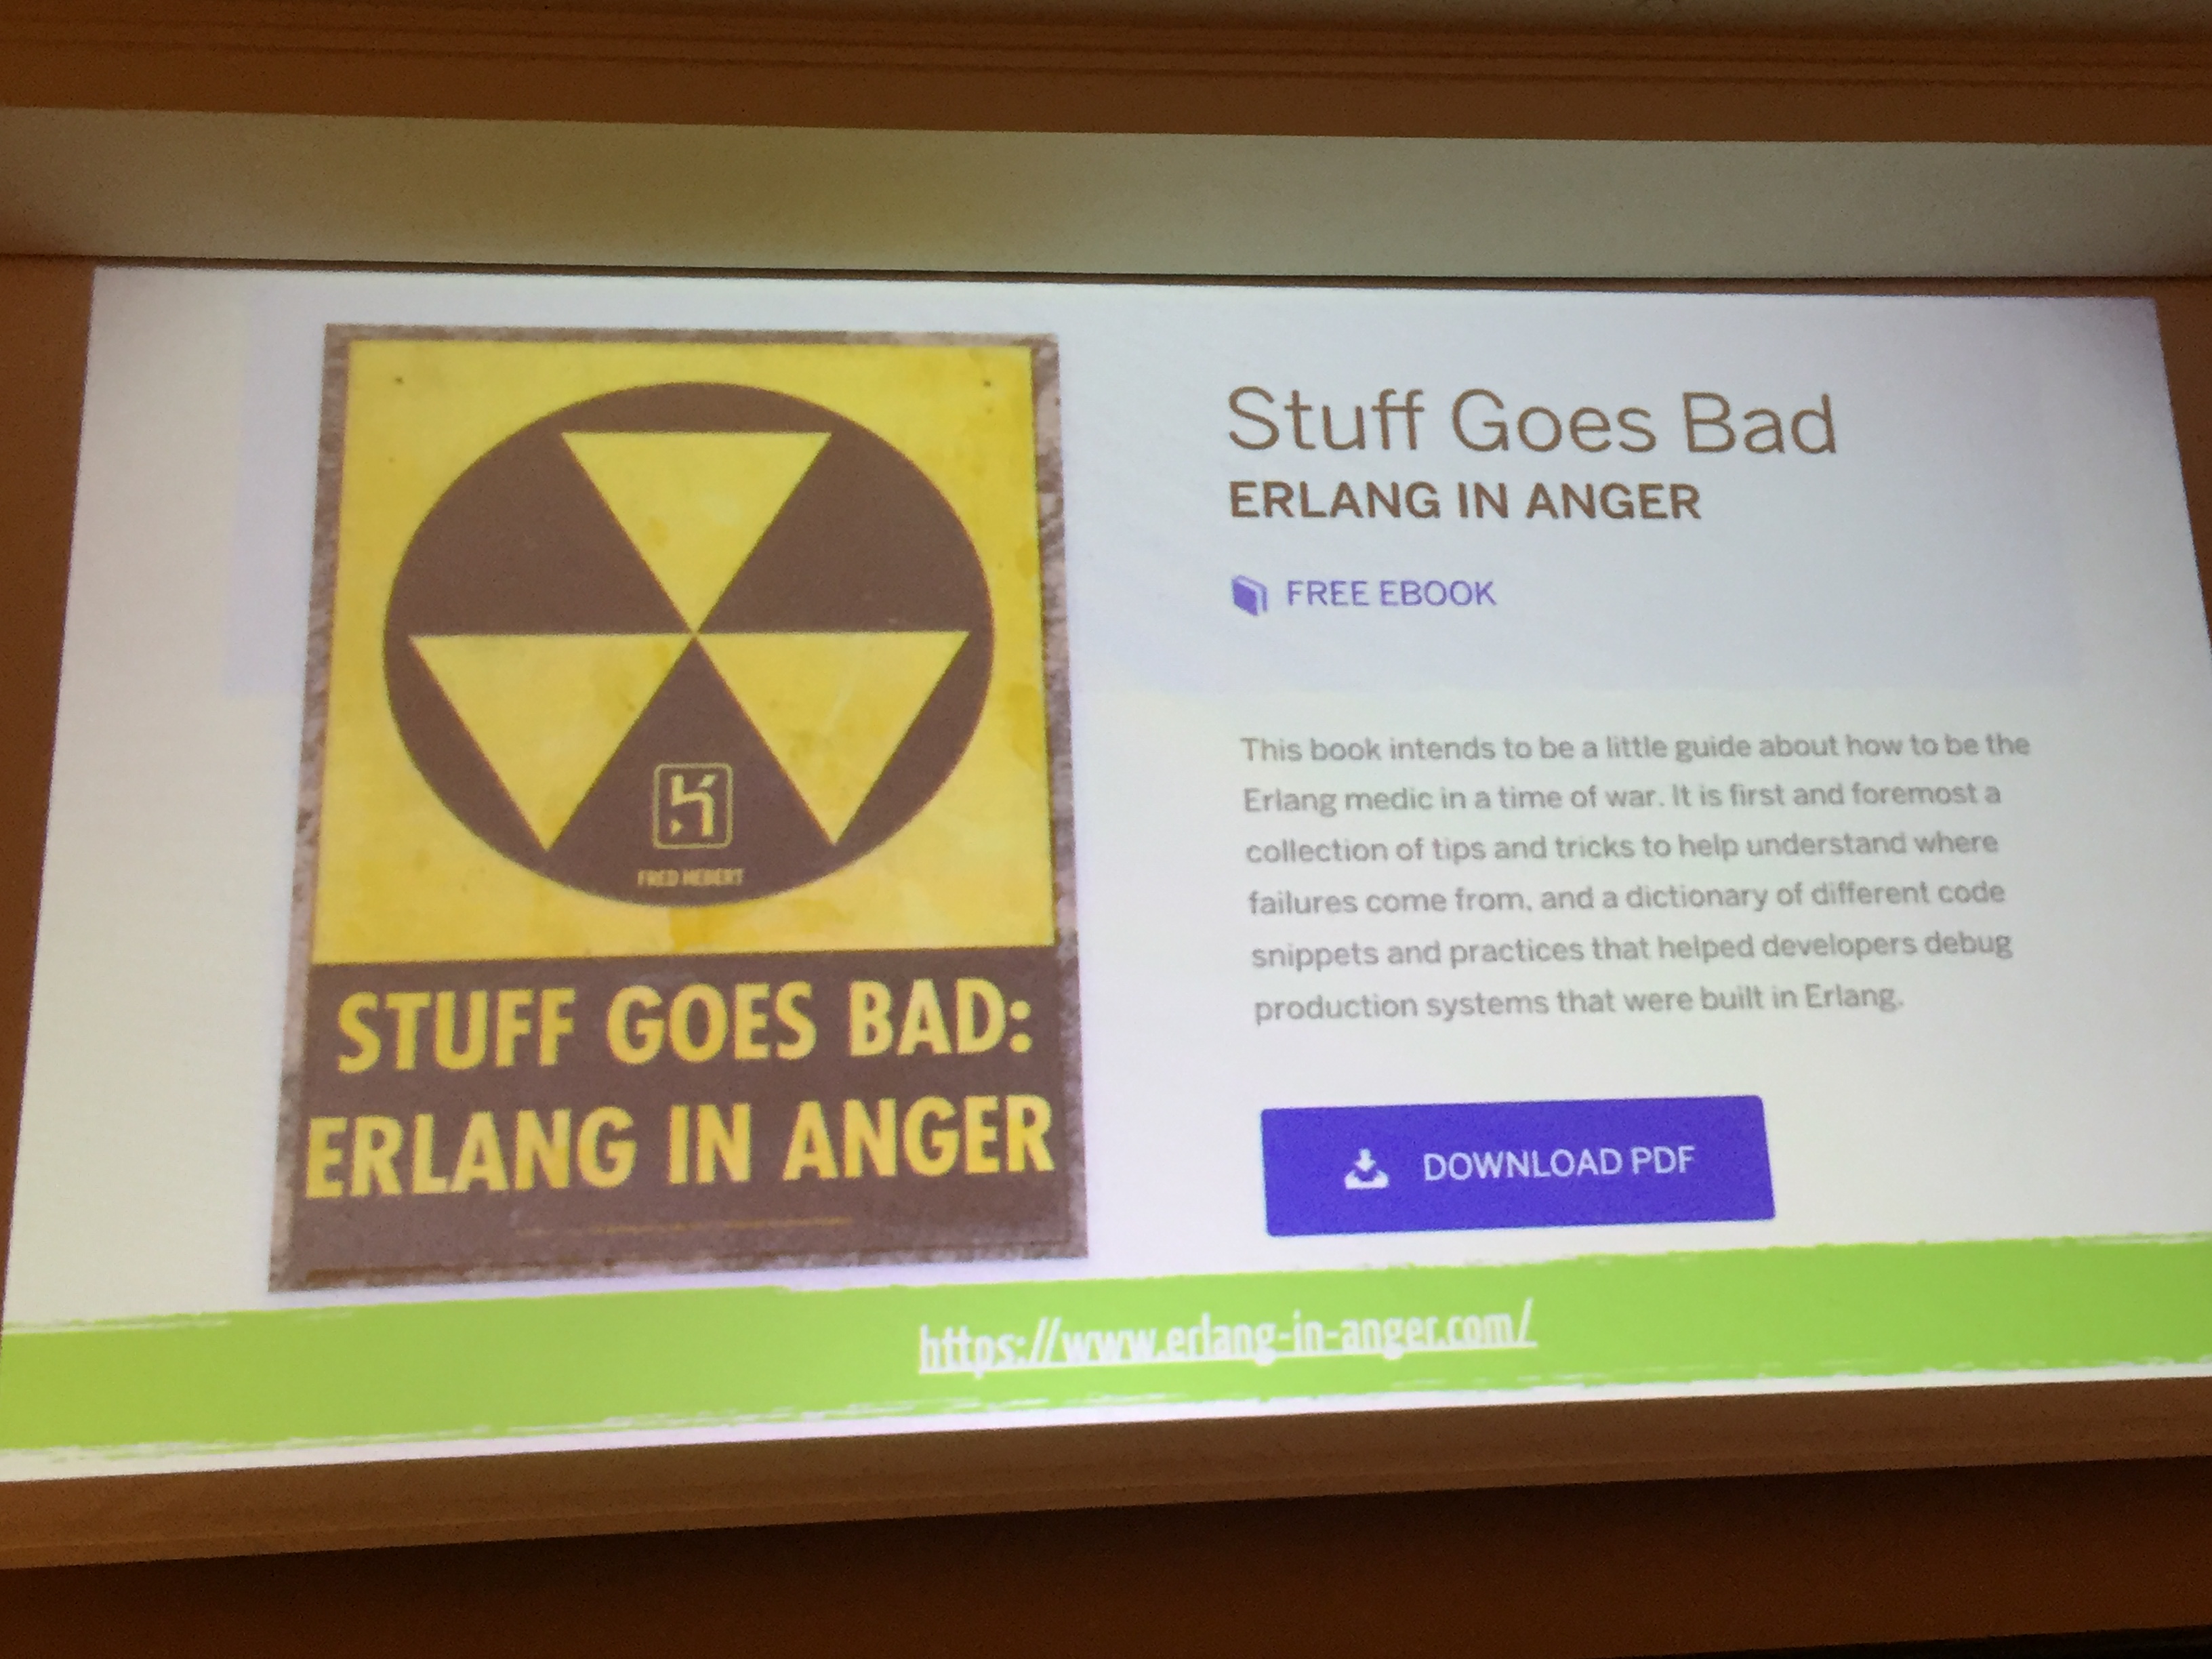 FRED HEBERT
STUFF GOES BAD:
ERLANG IN ANGER
Stuff Goes Bad
ERLANG IN ANGER
FREE EBOOK
This book intends to be a little guide about how to be the
Erlang medic in a time of war. It is first and foremost a
collection of tips and tricks to help understand where
failures come from, and a dictionary of different code
snippets and practices that helped developers debug
production systems that were built in Erlang.
DOWNLOAD PDF
https://www.erlang-in-anger.com/